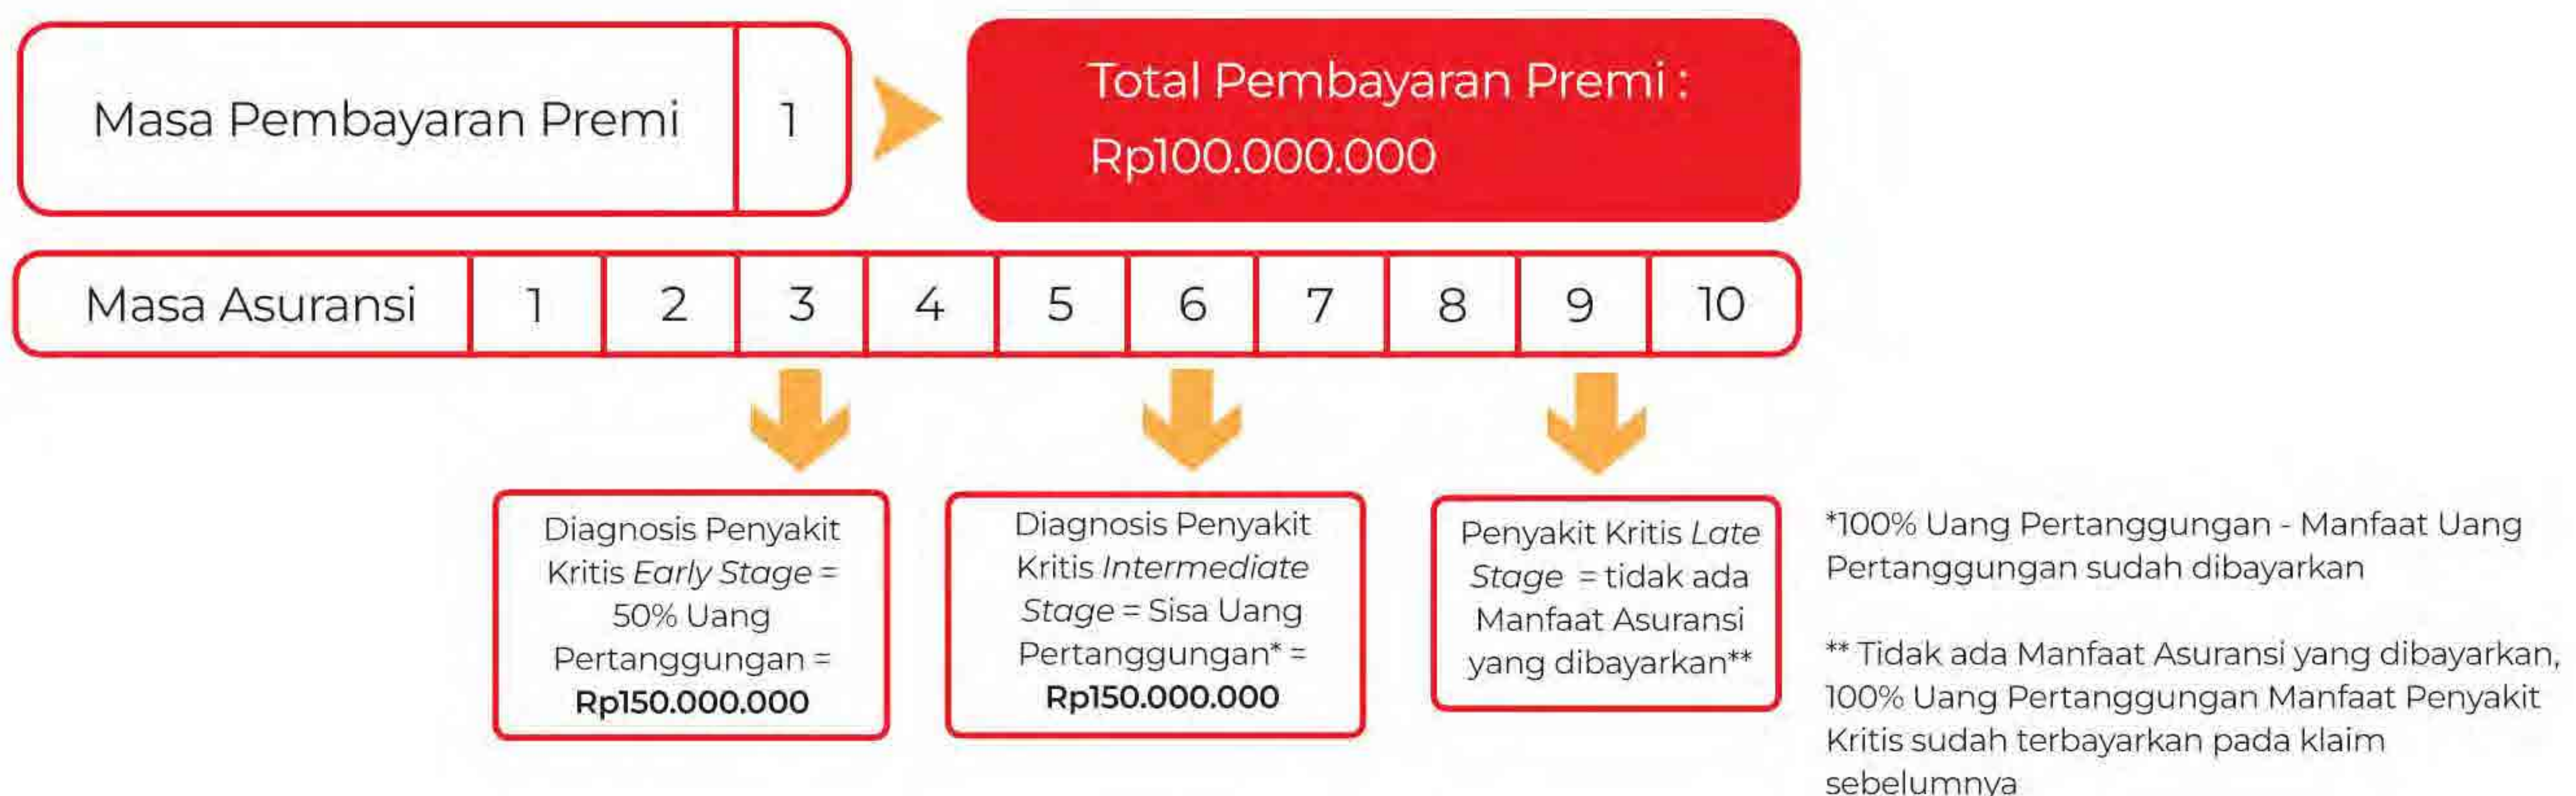 Masa Pembayaran Premi 1
Total Pembayaran Premi :
Rp100.000.000
Masa Asuransi 1 2 3 4 5 6 7 8 9 10
Diagnosis Penyakit
Kritis Early Stage =
50% Uang
Pertanggungan =
Rp150.000.000
Diagnosis Penyakit
Kritis Intermediate
Stage = Sisa Uang
Pertanggungan* =
Rp150.000.000
Penyakit Kritis Late
Stage = tidak ada
Manfaat Asuransi
yang dibayarkan**
*100% Uang Pertanggungan - Manfaat Uang
Pertanggungan sudah dibayarkan
** Tidak ada Manfaat Asuransi yang dibayarkan,
100% Uang Pertanggungan Manfaat Penyakit
Kritis sudah terbayarkan pada klaim
sebelumnya